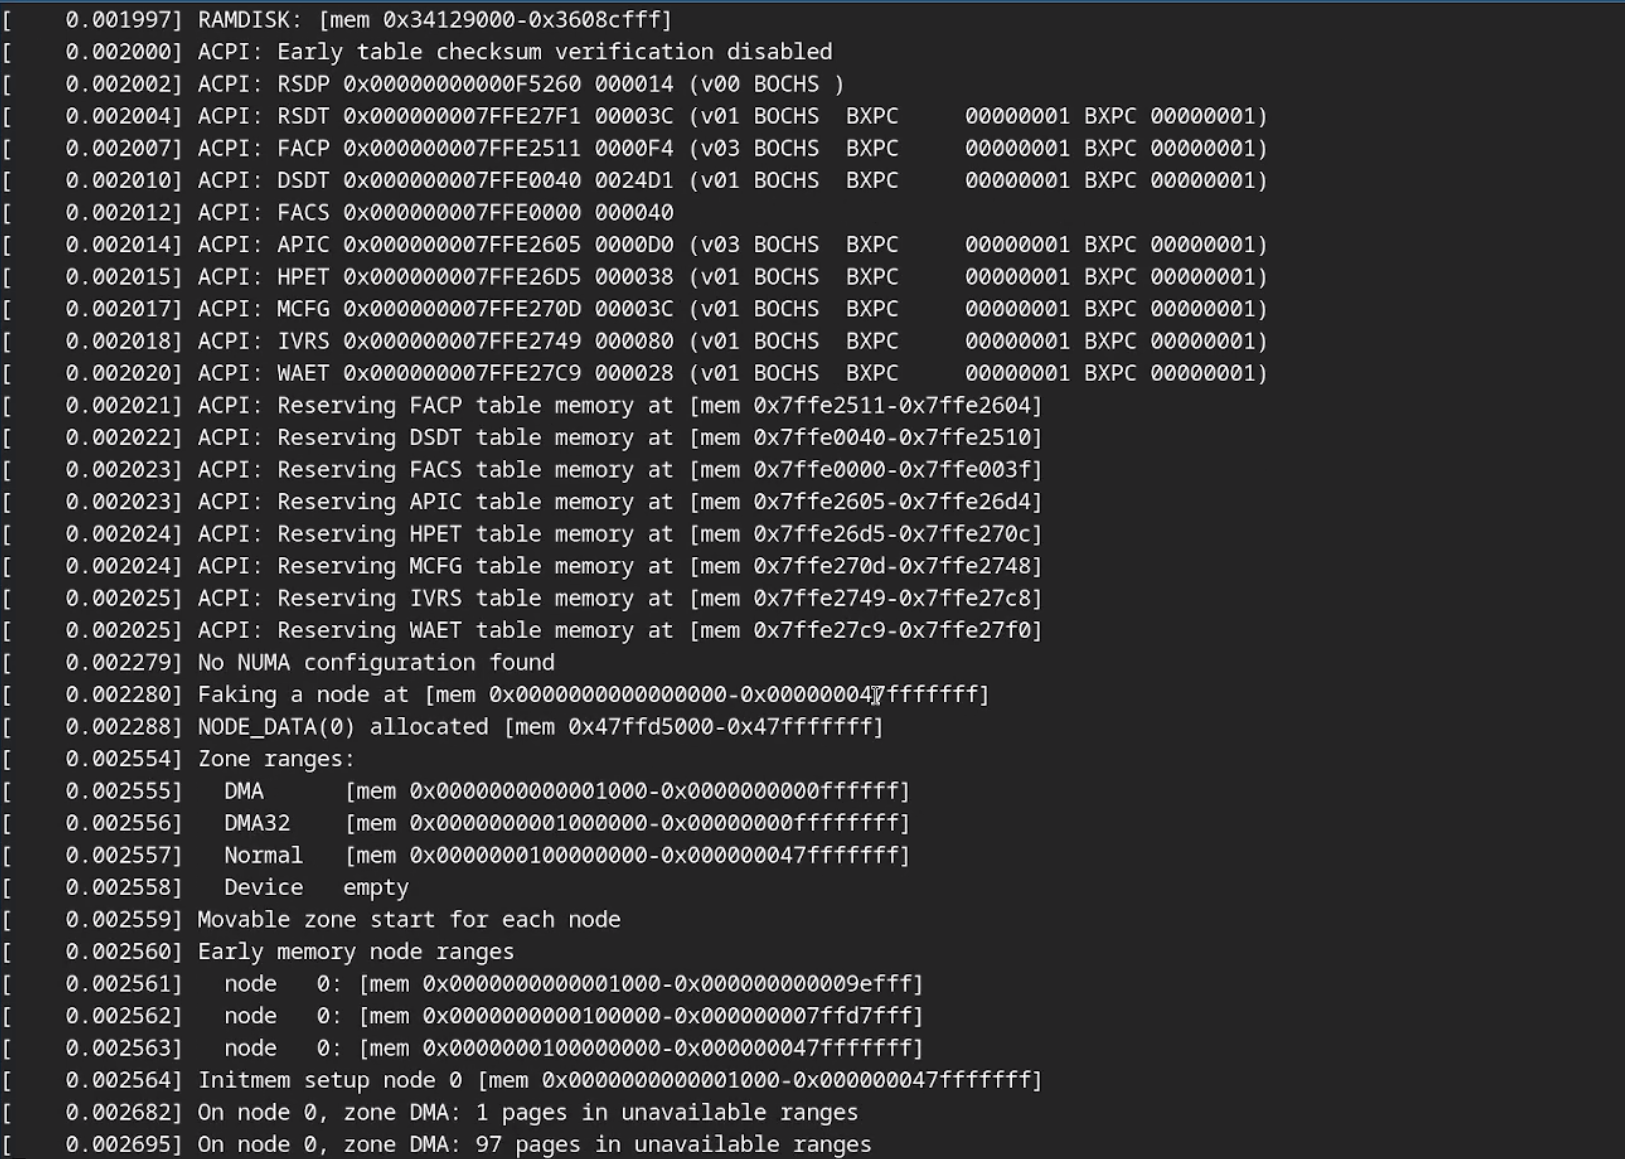 [    0.001997] RAMDISK: [mem 0x34129000-0x3608cfff]
[    0.002000] ACPI: Early table checksum verification disabled
[    0.002002] ACPI: RSDP 0x00000000000F5260 000014 (v00 BOCHS )
[    0.002004] ACPI: RSDT 0x000000007FFE27F1 00003C (v01 BOCHS  BXPC     00000001 BXPC 00000001)
[    0.002007] ACPI: FACP 0x000000007FFE2511 0000F4 (v03 BOCHS  BXPC     00000001 BXPC 00000001)
[    0.002010] ACPI: DSDT 0x000000007FFE0040 0024D1 (v01 BOCHS  BXPC     00000001 BXPC 00000001)
[    0.002012] ACPI: FACS 0x000000007FFE0000 000040
[    0.002014] ACPI: APIC 0x000000007FFE2605 0000D0 (v03 BOCHS  BXPC     00000001 BXPC 00000001)
[    0.002015] ACPI: HPET 0x000000007FFE26D5 000038 (v01 BOCHS  BXPC     00000001 BXPC 00000001)
[    0.002017] ACPI: MCFG 0x000000007FFE270D 00003C (v01 BOCHS  BXPC     00000001 BXPC 00000001)
[    0.002018] ACPI: IVRS 0x000000007FFE2749 000080 (v01 BOCHS  BXPC     00000001 BXPC 00000001)
[    0.002020] ACPI: WAET 0x000000007FFE27C9 000028 (v01 BOCHS  BXPC     00000001 BXPC 00000001)
[    0.002021] ACPI: Reserving FACP table memory at [mem 0x7ffe2511-0x7ffe2604]
[    0.002022] ACPI: Reserving DSDT table memory at [mem 0x7ffe0040-0x7ffe2510]
[    0.002023] ACPI: Reserving FACS table memory at [mem 0x7ffe0000-0x7ffe003f]
[    0.002023] ACPI: Reserving APIC table memory at [mem 0x7ffe2605-0x7ffe26d4]
[    0.002024] ACPI: Reserving HPET table memory at [mem 0x7ffe26d5-0x7ffe270c]
[    0.002024] ACPI: Reserving MCFG table memory at [mem 0x7ffe270d-0x7ffe2748]
[    0.002025] ACPI: Reserving IVRS table memory at [mem 0x7ffe2749-0x7ffe27c8]
[    0.002025] ACPI: Reserving WAET table memory at [mem 0x7ffe27c9-0x7ffe27f0]
[    0.002279] No NUMA configuration found
[    0.002280] Faking a node at [mem 0x0000000000000000-0x000000047fffffff]
[    0.002288] NODE_DATA(0) allocated [mem 0x47ffd5000-0x47fffffff]
[    0.002554] Zone ranges:
[    0.002555]   DMA      [mem 0x0000000000001000-0x0000000000ffffff]
[    0.002556]   DMA32    [mem 0x0000000001000000-0x00000000ffffffff]
[    0.002557]   Normal   [mem 0x0000000100000000-0x000000047fffffff]
[    0.002558]   Device   empty
[    0.002559] Movable zone start for each node
[    0.002560] Early memory node ranges
[    0.002561]   node   0: [mem 0x0000000000001000-0x000000000009efff]
[    0.002562]   node   0: [mem 0x0000000000100000-0x000000007ffd7fff]
[    0.002563]   node   0: [mem 0x0000000100000000-0x000000047fffffff]
[    0.002564] Initmem setup node 0 [mem 0x0000000000001000-0x000000047fffffff]
[    0.002682] On node 0, zone DMA: 1 pages in unavailable ranges
[    0.002695] On node 0, zone DMA: 97 pages in unavailable ranges